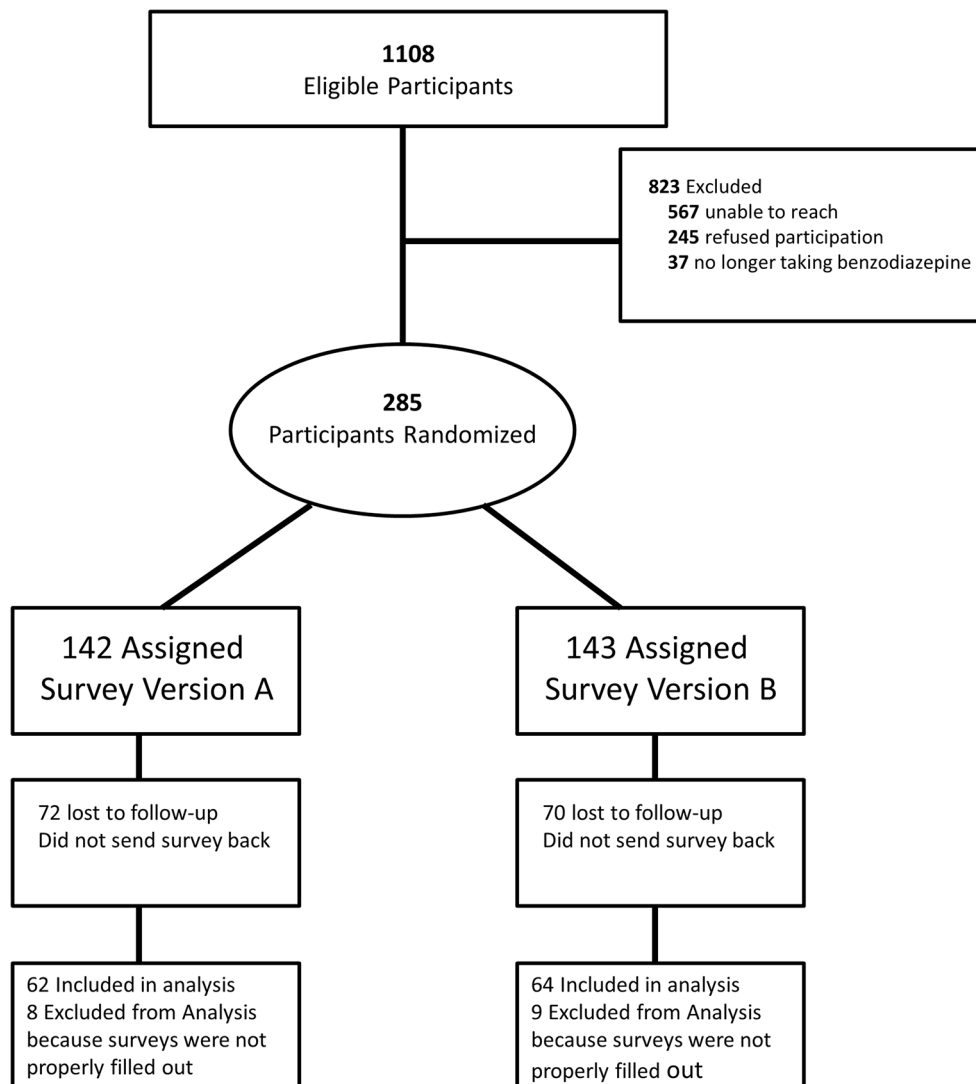 1108
Eligible Participants
823 Excluded
567 unable to reach
245 refused participation
37 no longer taking benzodiazepine
285
Participants Randomized
142 Assigned
Survey Version A
143 Assigned
Survey Version B
72 lost to follow-up
Did not send survey back
70 lost to follow-up
Did not send survey back
62 Included in analysis
8 Excluded from Analysis
because surveys were not
properly filled out
64 Included in analysis
9 Excluded from Analysis
because surveys were not
properly filled out